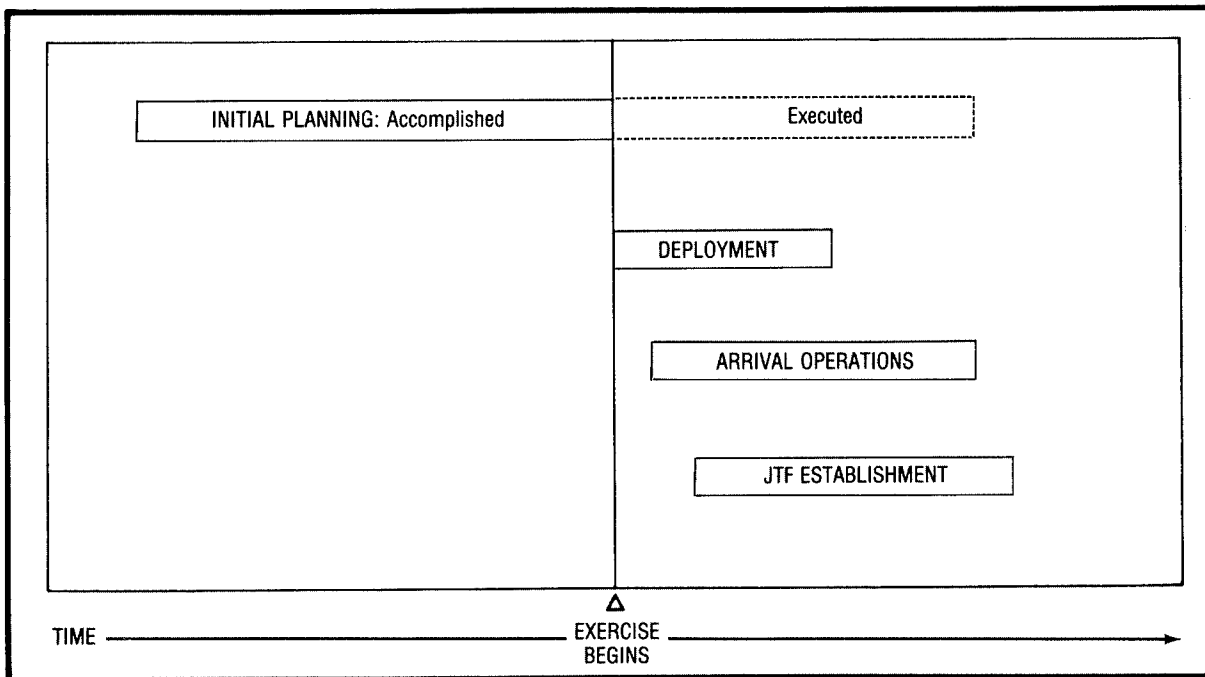 INITIAL PLANNING: Accomplished
Executed
DEPLOYMENT
ARRIVAL OPERATIONS
JTF ESTABLISHMENT
TIME
EXERCISE
BEGINS